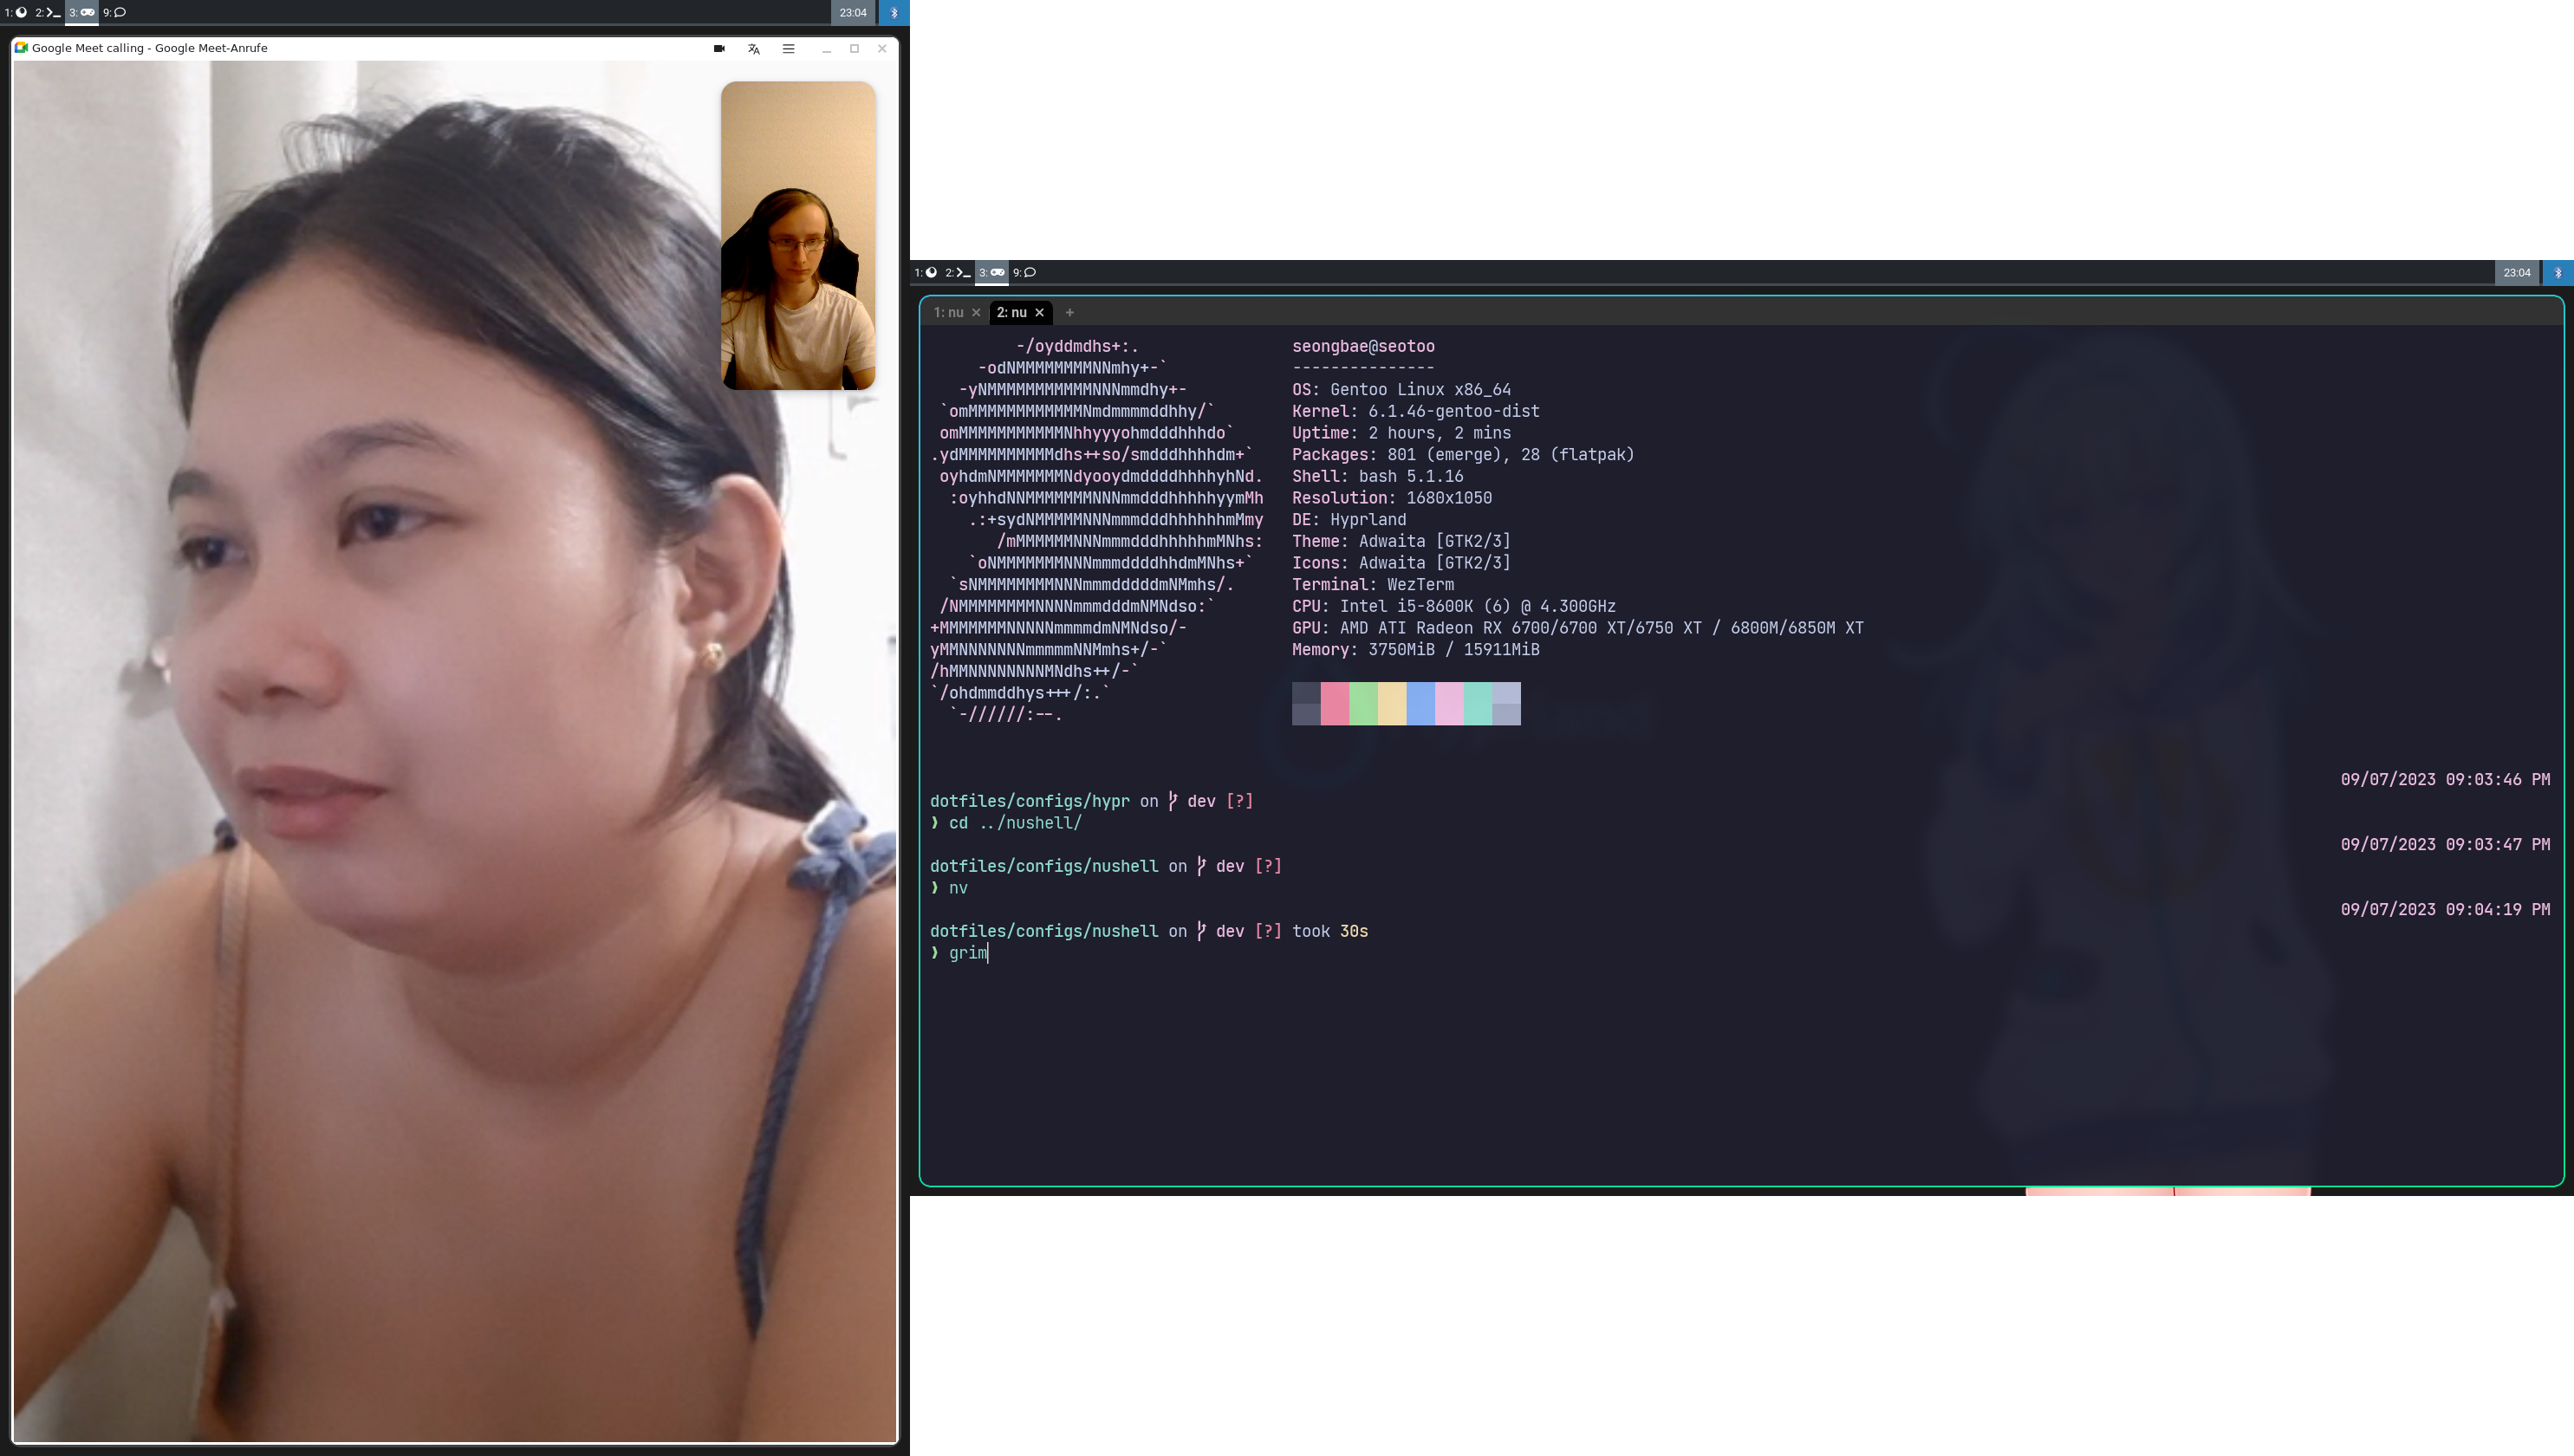 1: 2: 3: 9: 23:04
Google Meet calling - Google Meet-Anrufe
1: 2: 3: 9: 23:04
1: nu 2: nu +
-/oyddmdhs+:. seongbae@seotoo
-odNMMMMMMMMNNmhy+-` ---------------
-yNMMMMMMMMMMMNNNmmdhy+- OS: Gentoo Linux x86_64
`omMMMMMMMMMMMMNmdmmmmddhhy/` Kernel: 6.1.46-gentoo-dist
omMMMMMMMMMMMNhhyyyohmdddhhhdo` Uptime: 2 hours, 2 mins
.ydMMMMMMMMMMdhs++so/smdddhhhhdm+` Packages: 801 (emerge), 28 (flatpak)
oyhdmNMMMMMMMNdyooydmddddhhhhyhNd. Shell: bash 5.1.16
:oyhhdNNMMMMMMMNNNmmdddhhhhhyymMh Resolution: 1680x1050
.:+sydNMMMMMNNNmmmdddhhhhhhmMmy DE: Hyprland
/mMMMMMMNNNmmmdddhhhhhmMNhs: Theme: Adwaita [GTK2/3]
`oNMMMMMMMNNNmmmddddhhdmMNhs+` Icons: Adwaita [GTK2/3]
`sNMMMMMMMMNNNmmmdddddmNMmhs/. Terminal: WezTerm
/NMMMMMMMMNNNNmmmdddmNMNdso:` CPU: Intel i5-8600K (6) @ 4.300GHz
+MMMMMMMNNNNNmmmmdmNMNdso/- GPU: AMD ATI Radeon RX 6700/6700 XT/6750 XT / 6800M/6850M XT
yMMNNNNNNNmmmmmNNMmhs+/-` Memory: 3750MiB / 15911MiB
/hMMNNNNNNNNMNdhs++/-`
`/ohdmmddhys+++/:.`
`-//////:--.
09/07/2023 09:03:46 PM
dotfiles/configs/hypr on dev [?]
❯ cd ../nushell/
09/07/2023 09:03:47 PM
dotfiles/configs/nushell on dev [?]
❯ nv
09/07/2023 09:04:19 PM
dotfiles/configs/nushell on dev [?] took 30s
❯ grim